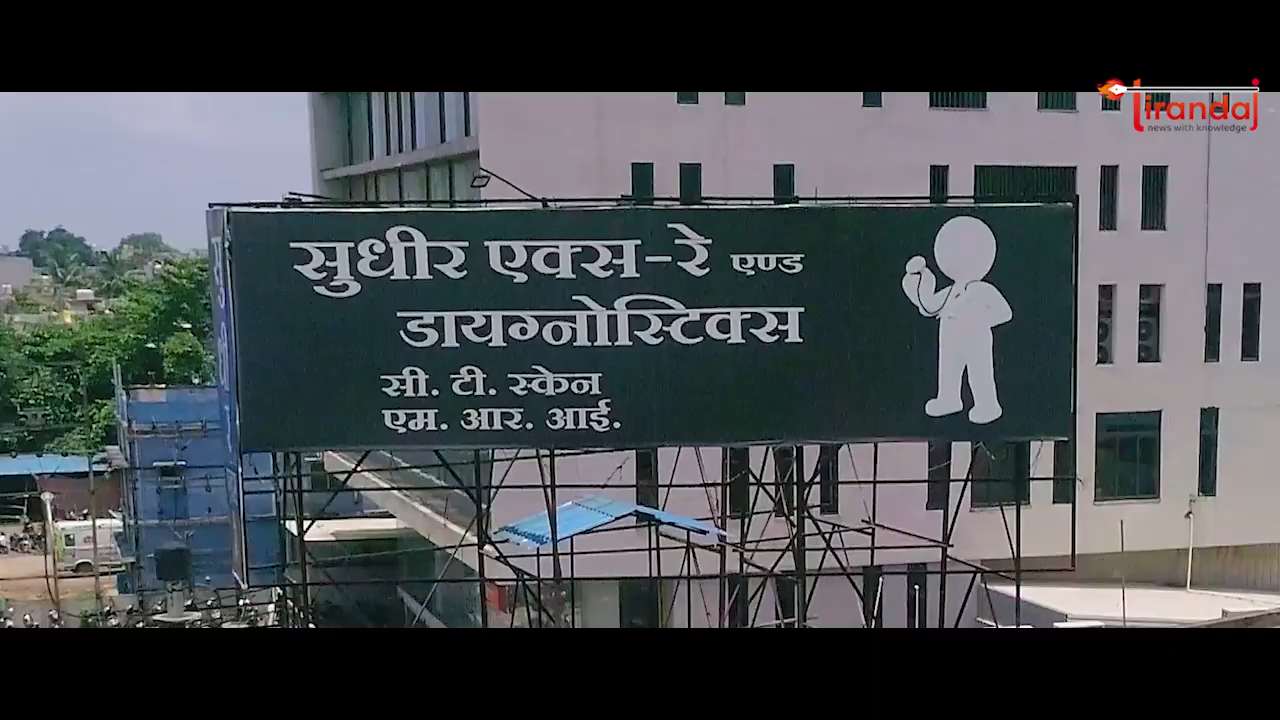 tirandaj
news with knowledge
सुधीर एक्स-रे एण्ड
डायग्नोस्टिक्स
सी. टी. स्केन
एम. आर. आई.